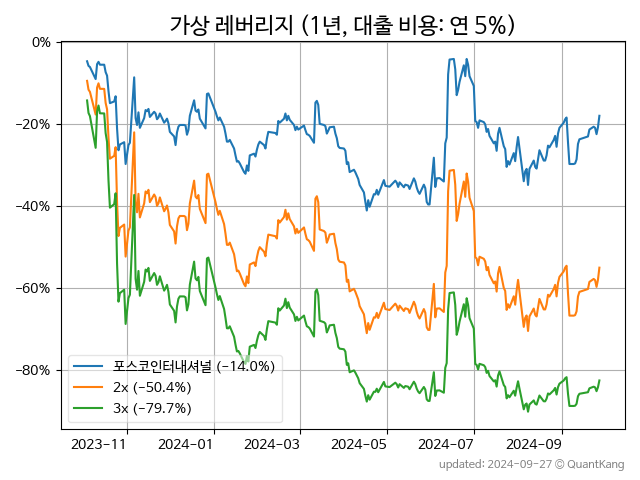 가상 레버리지 (1년, 대출 비용: 연 5%)
0%
−20%
−40%
−60%
−80%
포스코인터내셔널 (−14.0%)
2x (−50.4%)
3x (−79.7%)
2023-11
2024-01
2024-03
2024-05
2024-07
2024-09
updated: 2024-09-27 © QuantKang